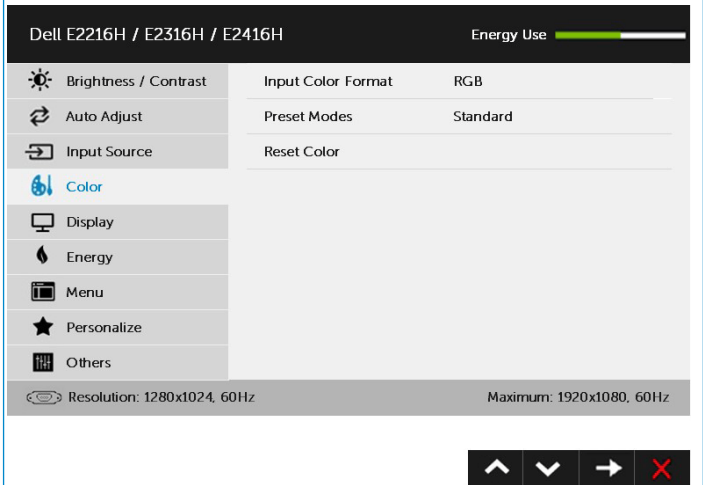 Dell E2216H / E2316H / E2416H Energy Use
Brightness / Contrast Input Color Format RGB
Auto Adjust Preset Modes Standard
Input Source Reset Color
Color
Display
Energy
Menu
Personalize
Others
Resolution: 1280x1024, 60Hz Maximum: 1920x1080, 60Hz